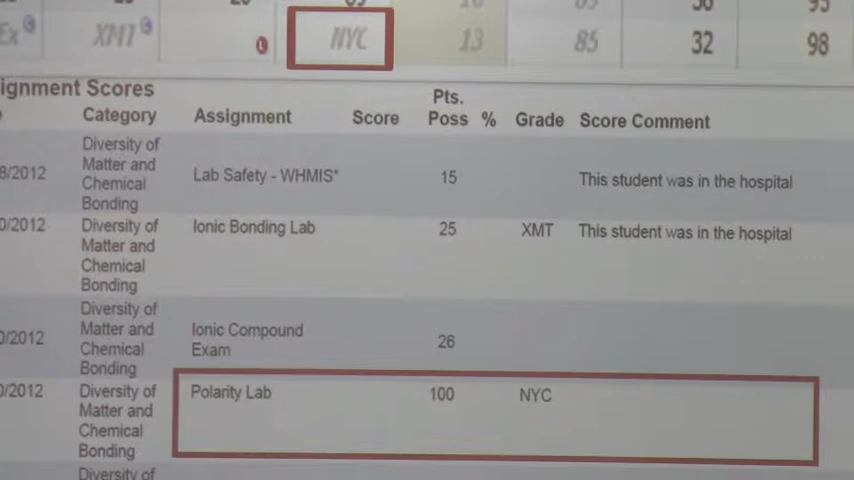 XMT NYC 13 85 32 98
ignment Scores
Category Assignment Score Pts. Poss % Grade Score Comment
8/2012 Diversity of Matter and Chemical Bonding Lab Safety - WHMIS* 15 This student was in the hospital
0/2012 Diversity of Matter and Chemical Bonding Ionic Bonding Lab 25 XMT This student was in the hospital
0/2012 Diversity of Matter and Chemical Bonding Ionic Compound Exam 26
0/2012 Diversity of Matter and Chemical Bonding Polarity Lab 100 NYC
Diversity of